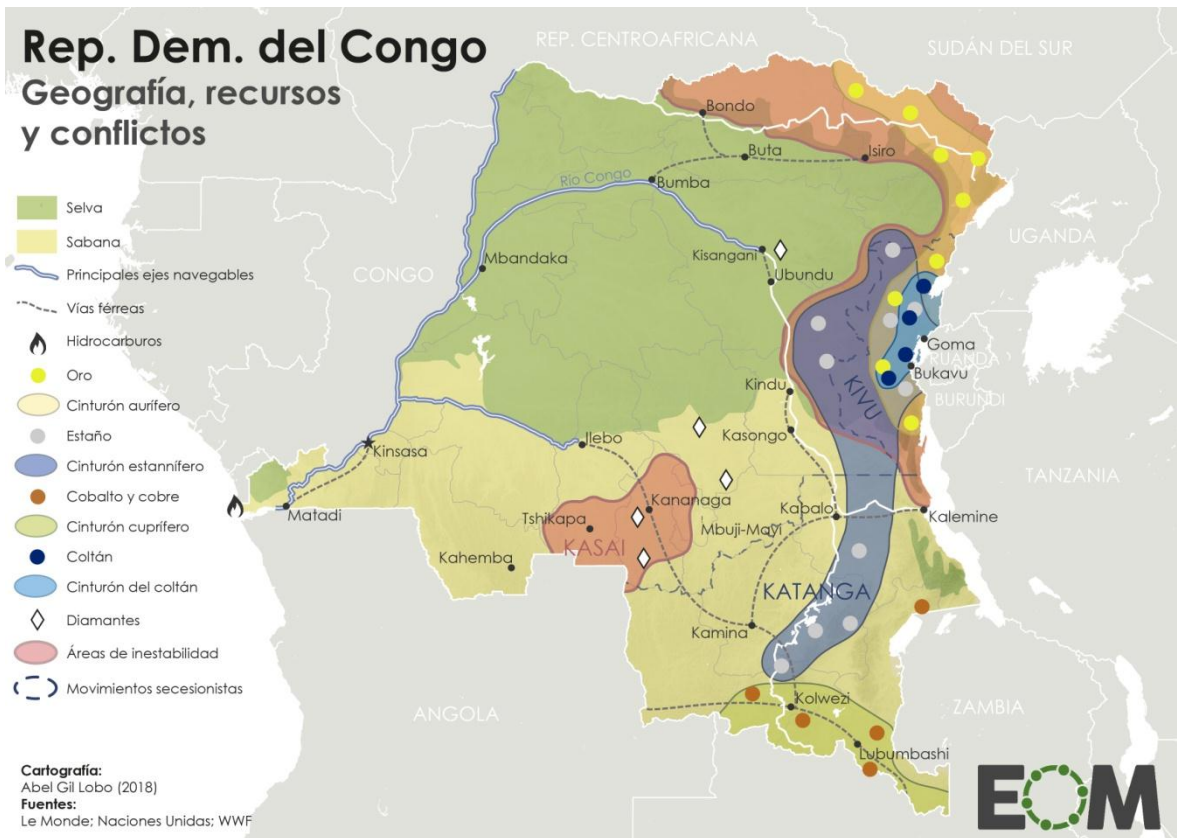 Rep. Dem. del Congo
Geografía, recursos
y conflictos
Selva
Sabana
Principales ejes navegables
Vías férreas
Hidrocarburos
Oro
Cinturón aurífero
Estaño
Cinturón estannífero
Cobalto y cobre
Cinturón cuprífero
Coltán
Cinturón del coltán
Diamantes
Áreas de inestabilidad
Movimientos secesionistas
Cartografía:
Abel Gil Lobo (2018)
Fuentes:
Le Monde; Naciones Unidas; WWF
REP. CENTROAFRICANA
SUDÁN DEL SUR
Bondo
Buta
Isiro
Río Congo
Bumba
UGANDA
CONGO
Mbandaka
Kisangani
Ubundu
Goma
RUANDA
Bukavu
KIVU
BURUNDI
Kindu
Kasongo
Ilebo
Kinsasa
TANZANIA
Matadi
Kananaga
Tshikapa
KASAI
Mbuji-Mayi
Kabalo
Kalemine
Kahemba
KATANGA
Kamina
Kolwezi
ANGOLA
ZAMBIA
Lubumbashi
EOM